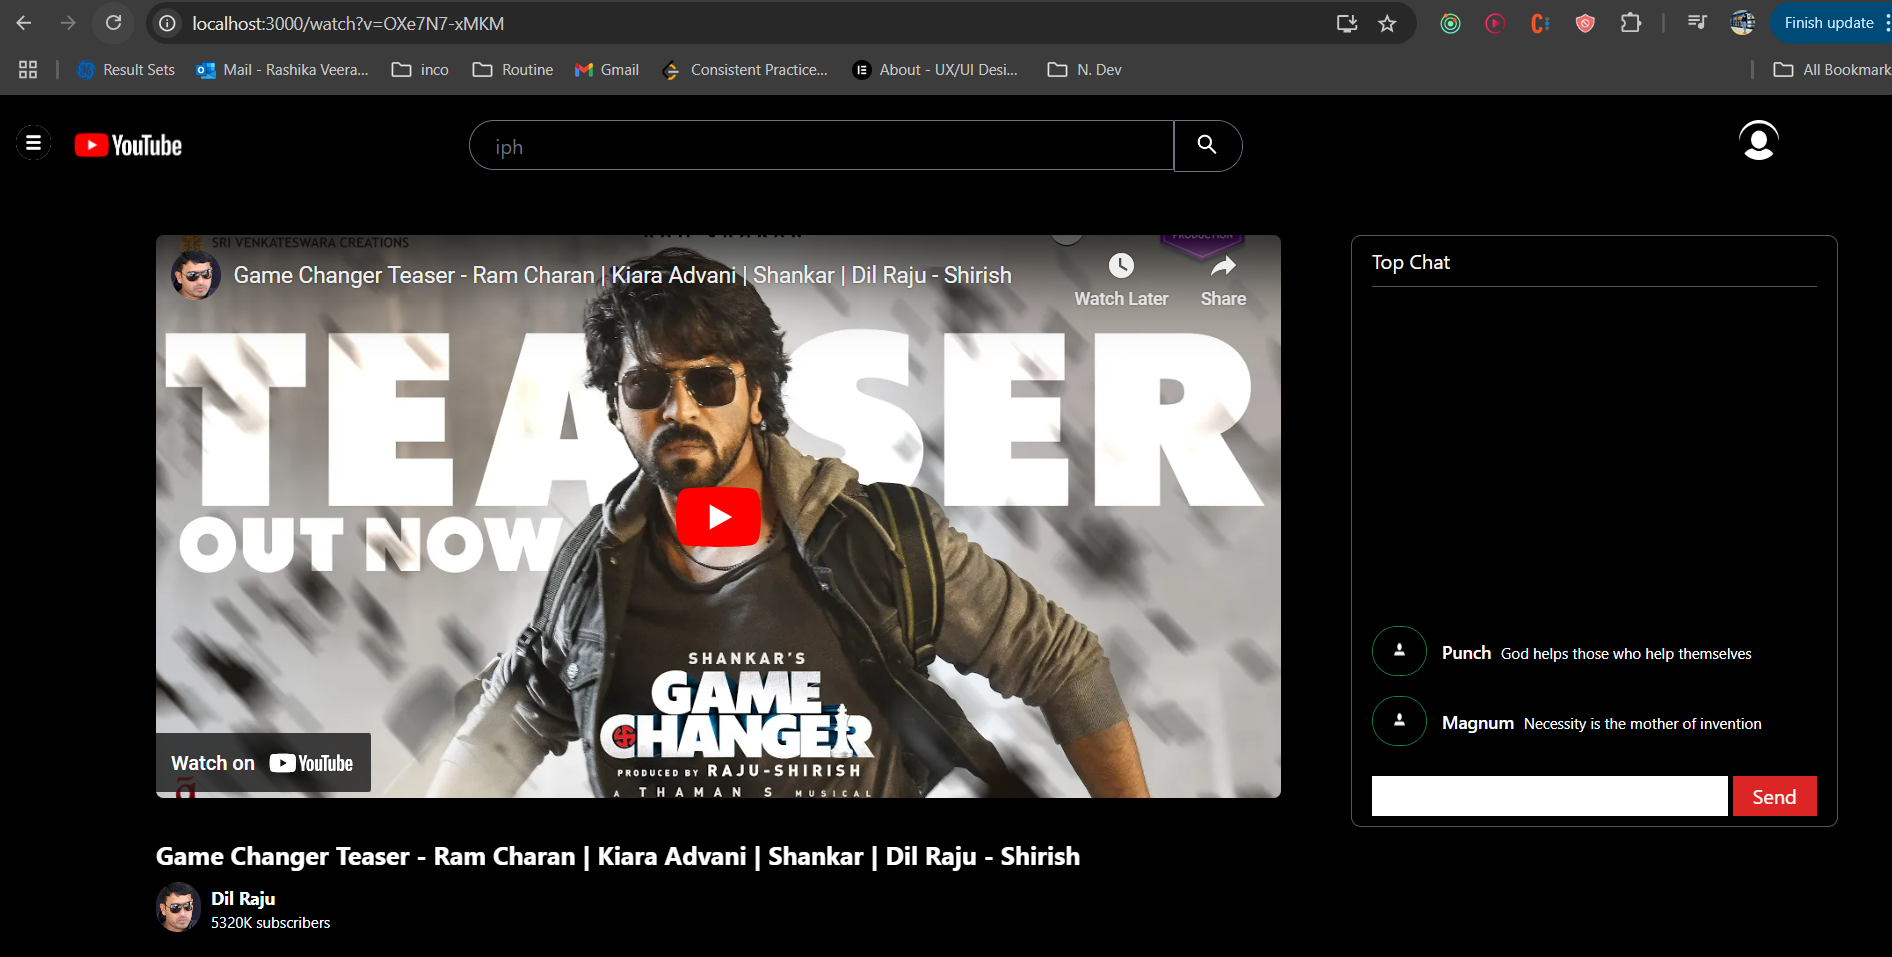 localhost:3000/watch?v=OXe7N7-xMKM
Finish update
Result Sets
Mail - Rashika Veera...
inco
Routine
Gmail
Consistent Practice...
About - UX/UI Desi...
N. Dev
All Bookmark
YouTube
iph
SRI VENKATESWARA CREATIONS
RAM CHARAN
PRODUCTION
Game Changer Teaser - Ram Charan | Kiara Advani | Shankar | Dil Raju - Shirish
Watch Later
Share
TEASER
OUT NOW
SHANKAR'S
GAME
CHANGER
PRODUCED BY RAJU-SHIRISH
A THAMAN S MUSICAL
Watch on YouTube
Top Chat
Punch God helps those who help themselves
Magnum Necessity is the mother of invention
Send
Game Changer Teaser - Ram Charan | Kiara Advani | Shankar | Dil Raju - Shirish
Dil Raju
5320K subscribers